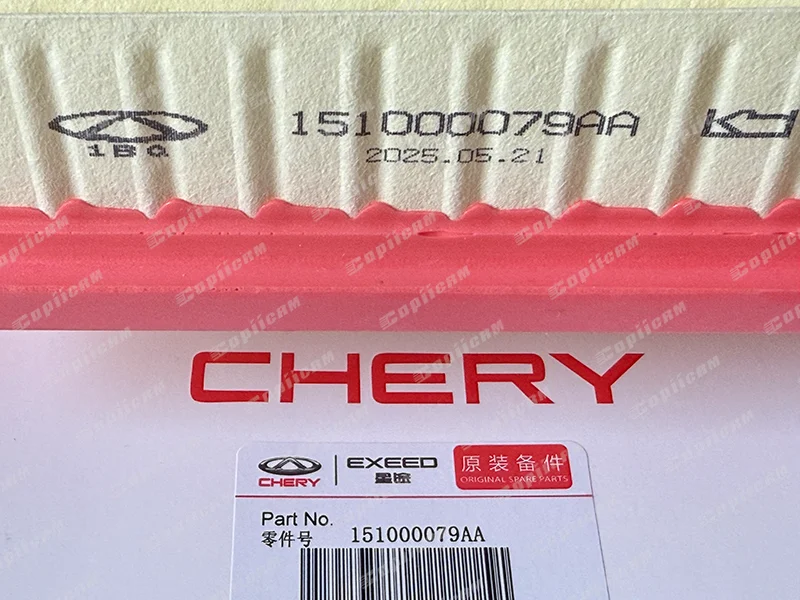 151000079AA
1BQ
2025.05.21
CHERY
CHERY
EXEED
星途
原装备件
ORIGINAL SPARE PARTS
Part No.
零件号 151000079AA
Copiicam